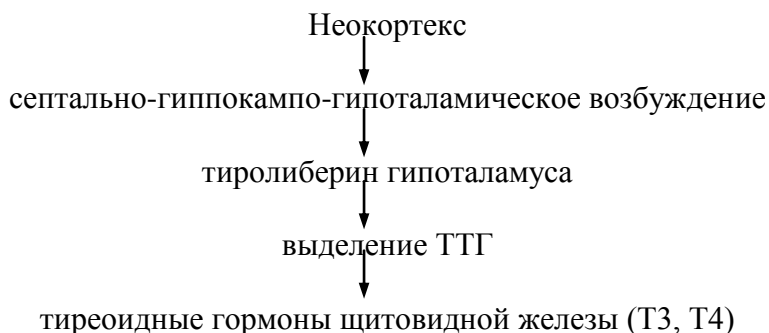 Неокортекс
септально-гиппокампо-гипоталамическое возбуждение
тиролиберин гипоталамуса
выделение ТТГ
тиреоидные гормоны щитовидной железы (Т3, Т4)